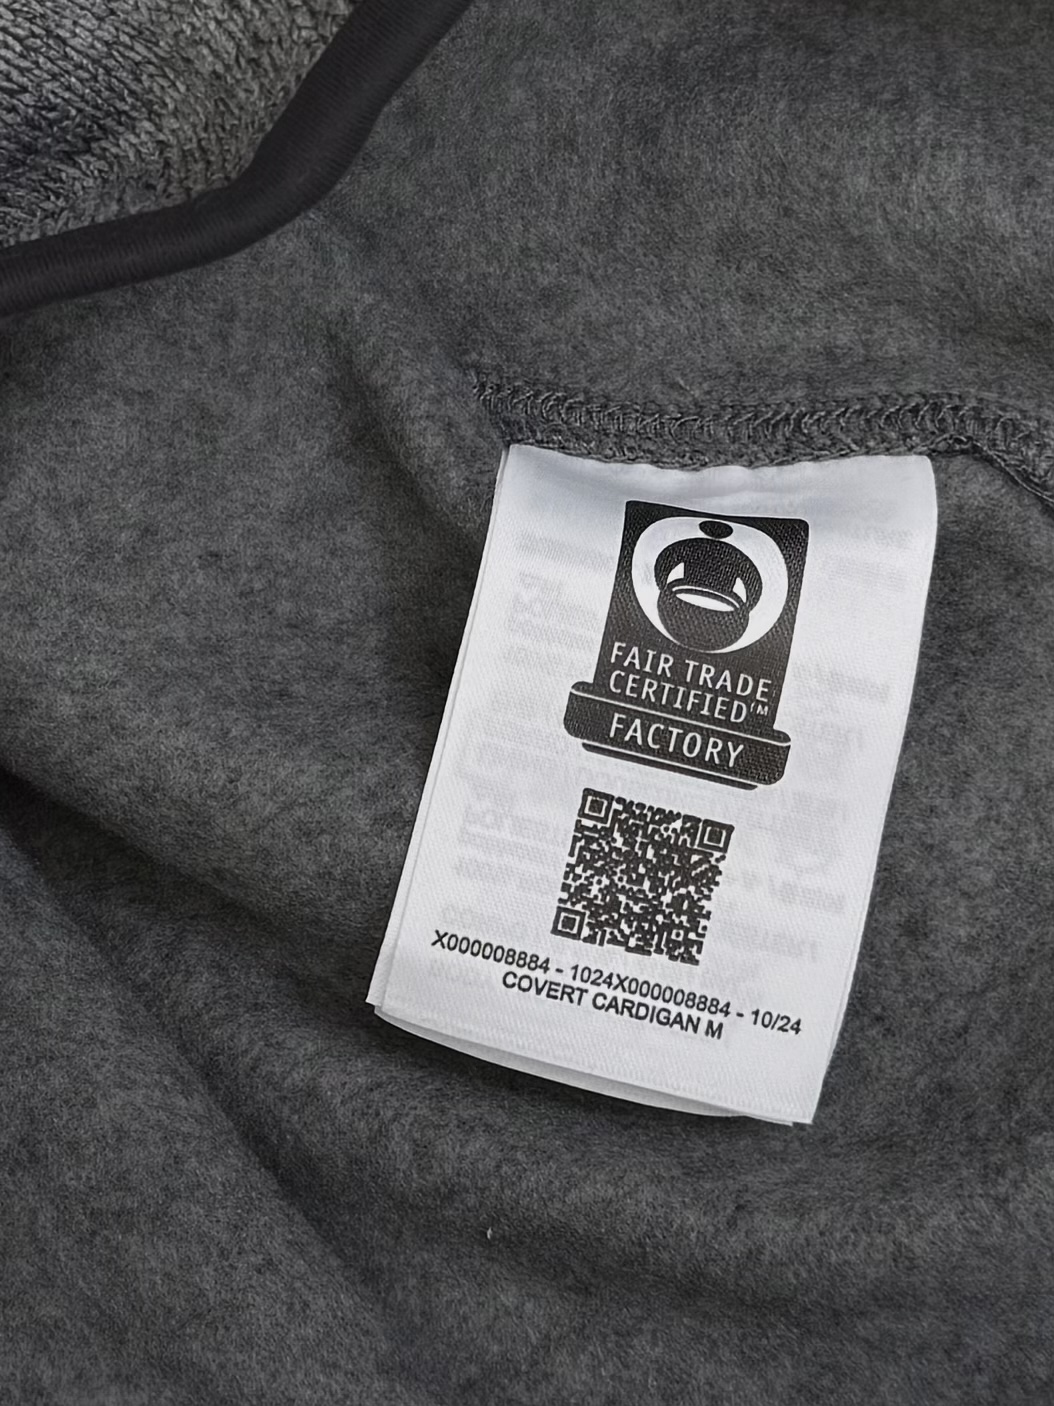 FAIR TRADE
CERTIFIED™
FACTORY
X000008884 - 1024X000008884 - 10/24
COVERT CARDIGAN M